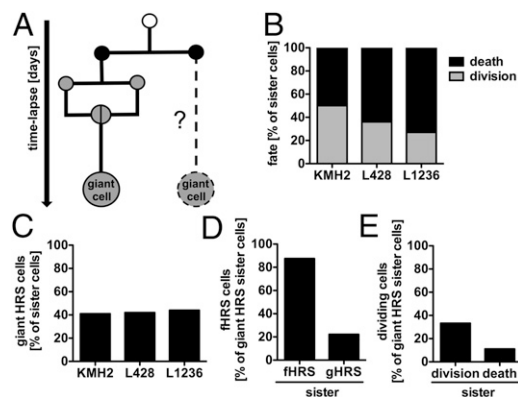 A
time-lapse [days]
?
giant
cell
giant
cell
B
fate [% of sister cells]
100
80
60
40
20
0
KMH2 L428 L1236
death
division
C
giant HRS cells
[% of sister cells]
100
80
60
40
20
0
KMH2 L428 L1236
D
fHRS cells
[% of giant HRS sister cells]
100
80
60
40
20
0
fHRS gHRS
sister
E
dividing cells
[% of giant HRS sister cells]
100
80
60
40
20
0
division death
sister